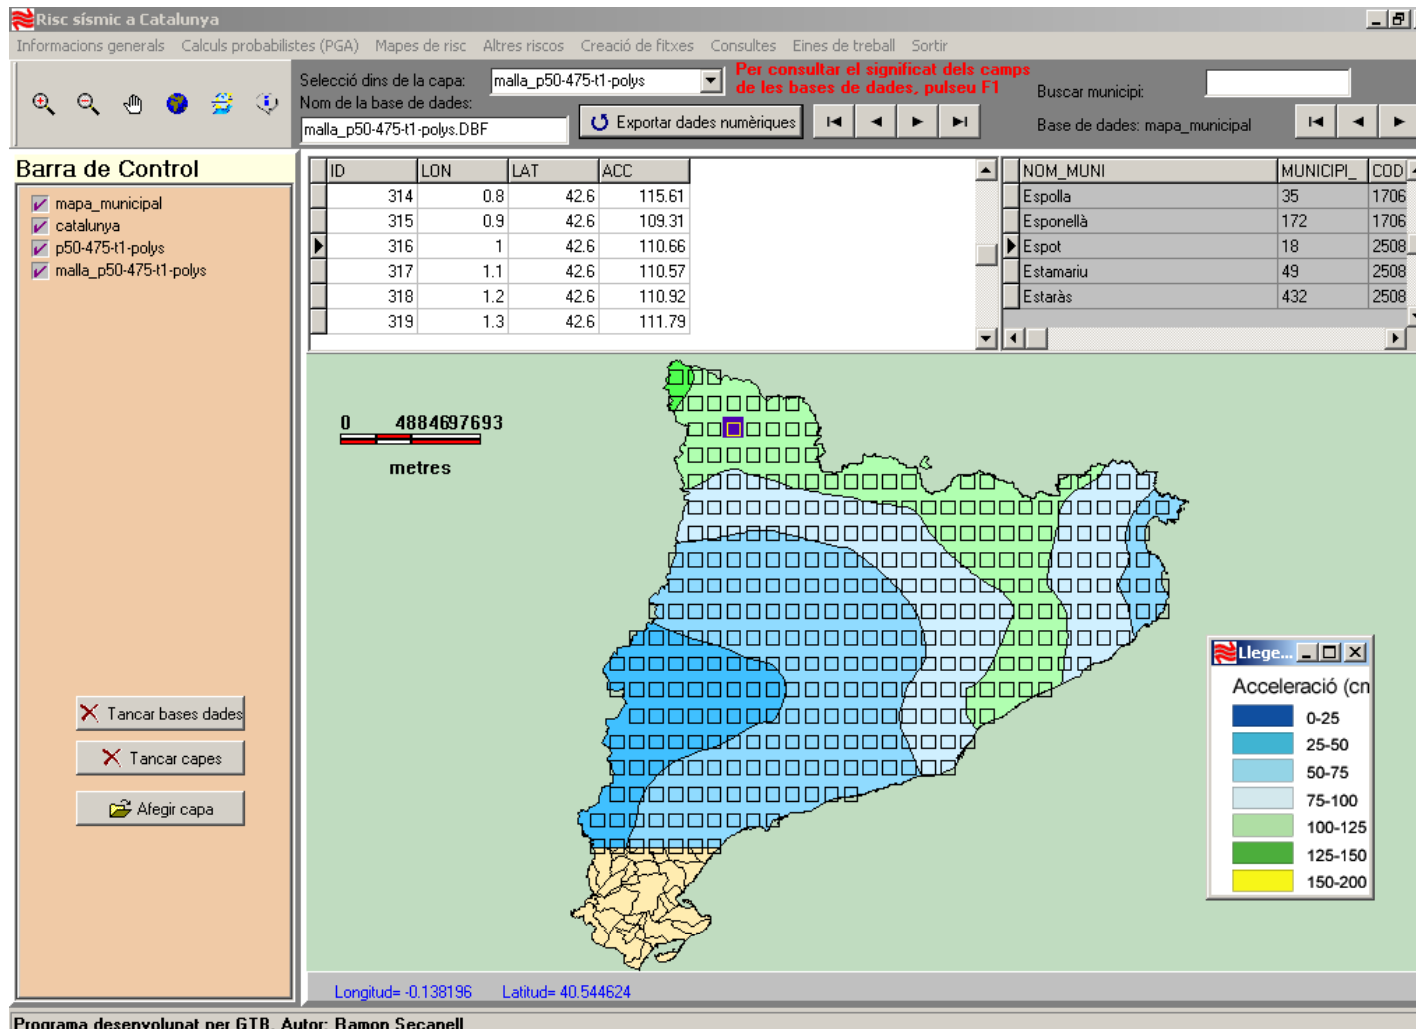 Risc sísmic a Catalunya
Informacions generals Calculs probabilistes (PGA) Mapes de risc Altres riscos Creació de fitxes Consultes Eines de treball Sortir
Selecció dins de la capa: malla_p50-475-t1-polys
Per consultar el significat dels camps
de les bases de dades, pulseu F1
Nom de la base de dades:
malla_p50-475-t1-polys.DBF
Exportar dades numèriques
Buscar municipi:
Base de dades: mapa_municipal
Barra de Control
mapa_municipal
catalunya
p50-475-t1-polys
malla_p50-475-t1-polys
Tancar bases dades
Tancar capes
Afegir capa
ID LON LAT ACC
314 0.8 42.6 115.61
315 0.9 42.6 109.31
316 1 42.6 110.66
317 1.1 42.6 110.57
318 1.2 42.6 110.92
319 1.3 42.6 111.79
NOM_MUNI MUNICIPI_ COD
Espolla 35 1706
Esponellà 172 1706
Espot 18 2508
Estamariu 49 2508
Estaràs 432 2508
0 4884697693
metres
Llege...
Acceleració (cm
0-25
25-50
50-75
75-100
100-125
125-150
150-200
Longitud= -0.138196 Latitud= 40.544624
Programa desenvolupat per GTB. Autor: Ramon Secanell